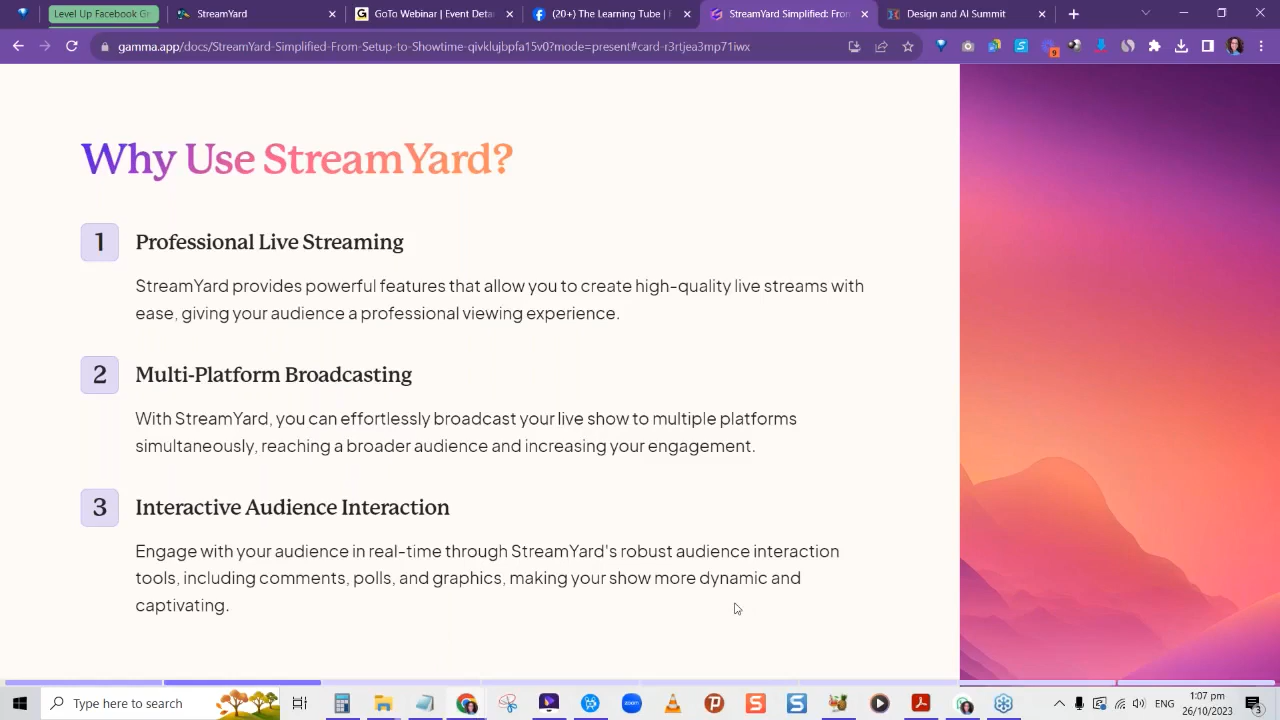 Level Up Facebook Gr
StreamYard
GoTo Webinar | Event Detai
(20+) The Learning Tube | F
StreamYard Simplified: From
Design and AI Summit
gamma.app/docs/StreamYard-Simplified-From-Setup-to-Showtime-qivklujbpfa15v0?mode=present#card-r3rtjea3mp71iwx
9
Why Use StreamYard?
1
Professional Live Streaming
StreamYard provides powerful features that allow you to create high-quality live streams with
ease, giving your audience a professional viewing experience.
2
Multi-Platform Broadcasting
With StreamYard, you can effortlessly broadcast your live show to multiple platforms
simultaneously, reaching a broader audience and increasing your engagement.
3
Interactive Audience Interaction
Engage with your audience in real-time through StreamYard's robust audience interaction
tools, including comments, polls, and graphics, making your show more dynamic and
captivating.
Type here to search
zoom
ENG
1:07 pm
26/10/2023
3